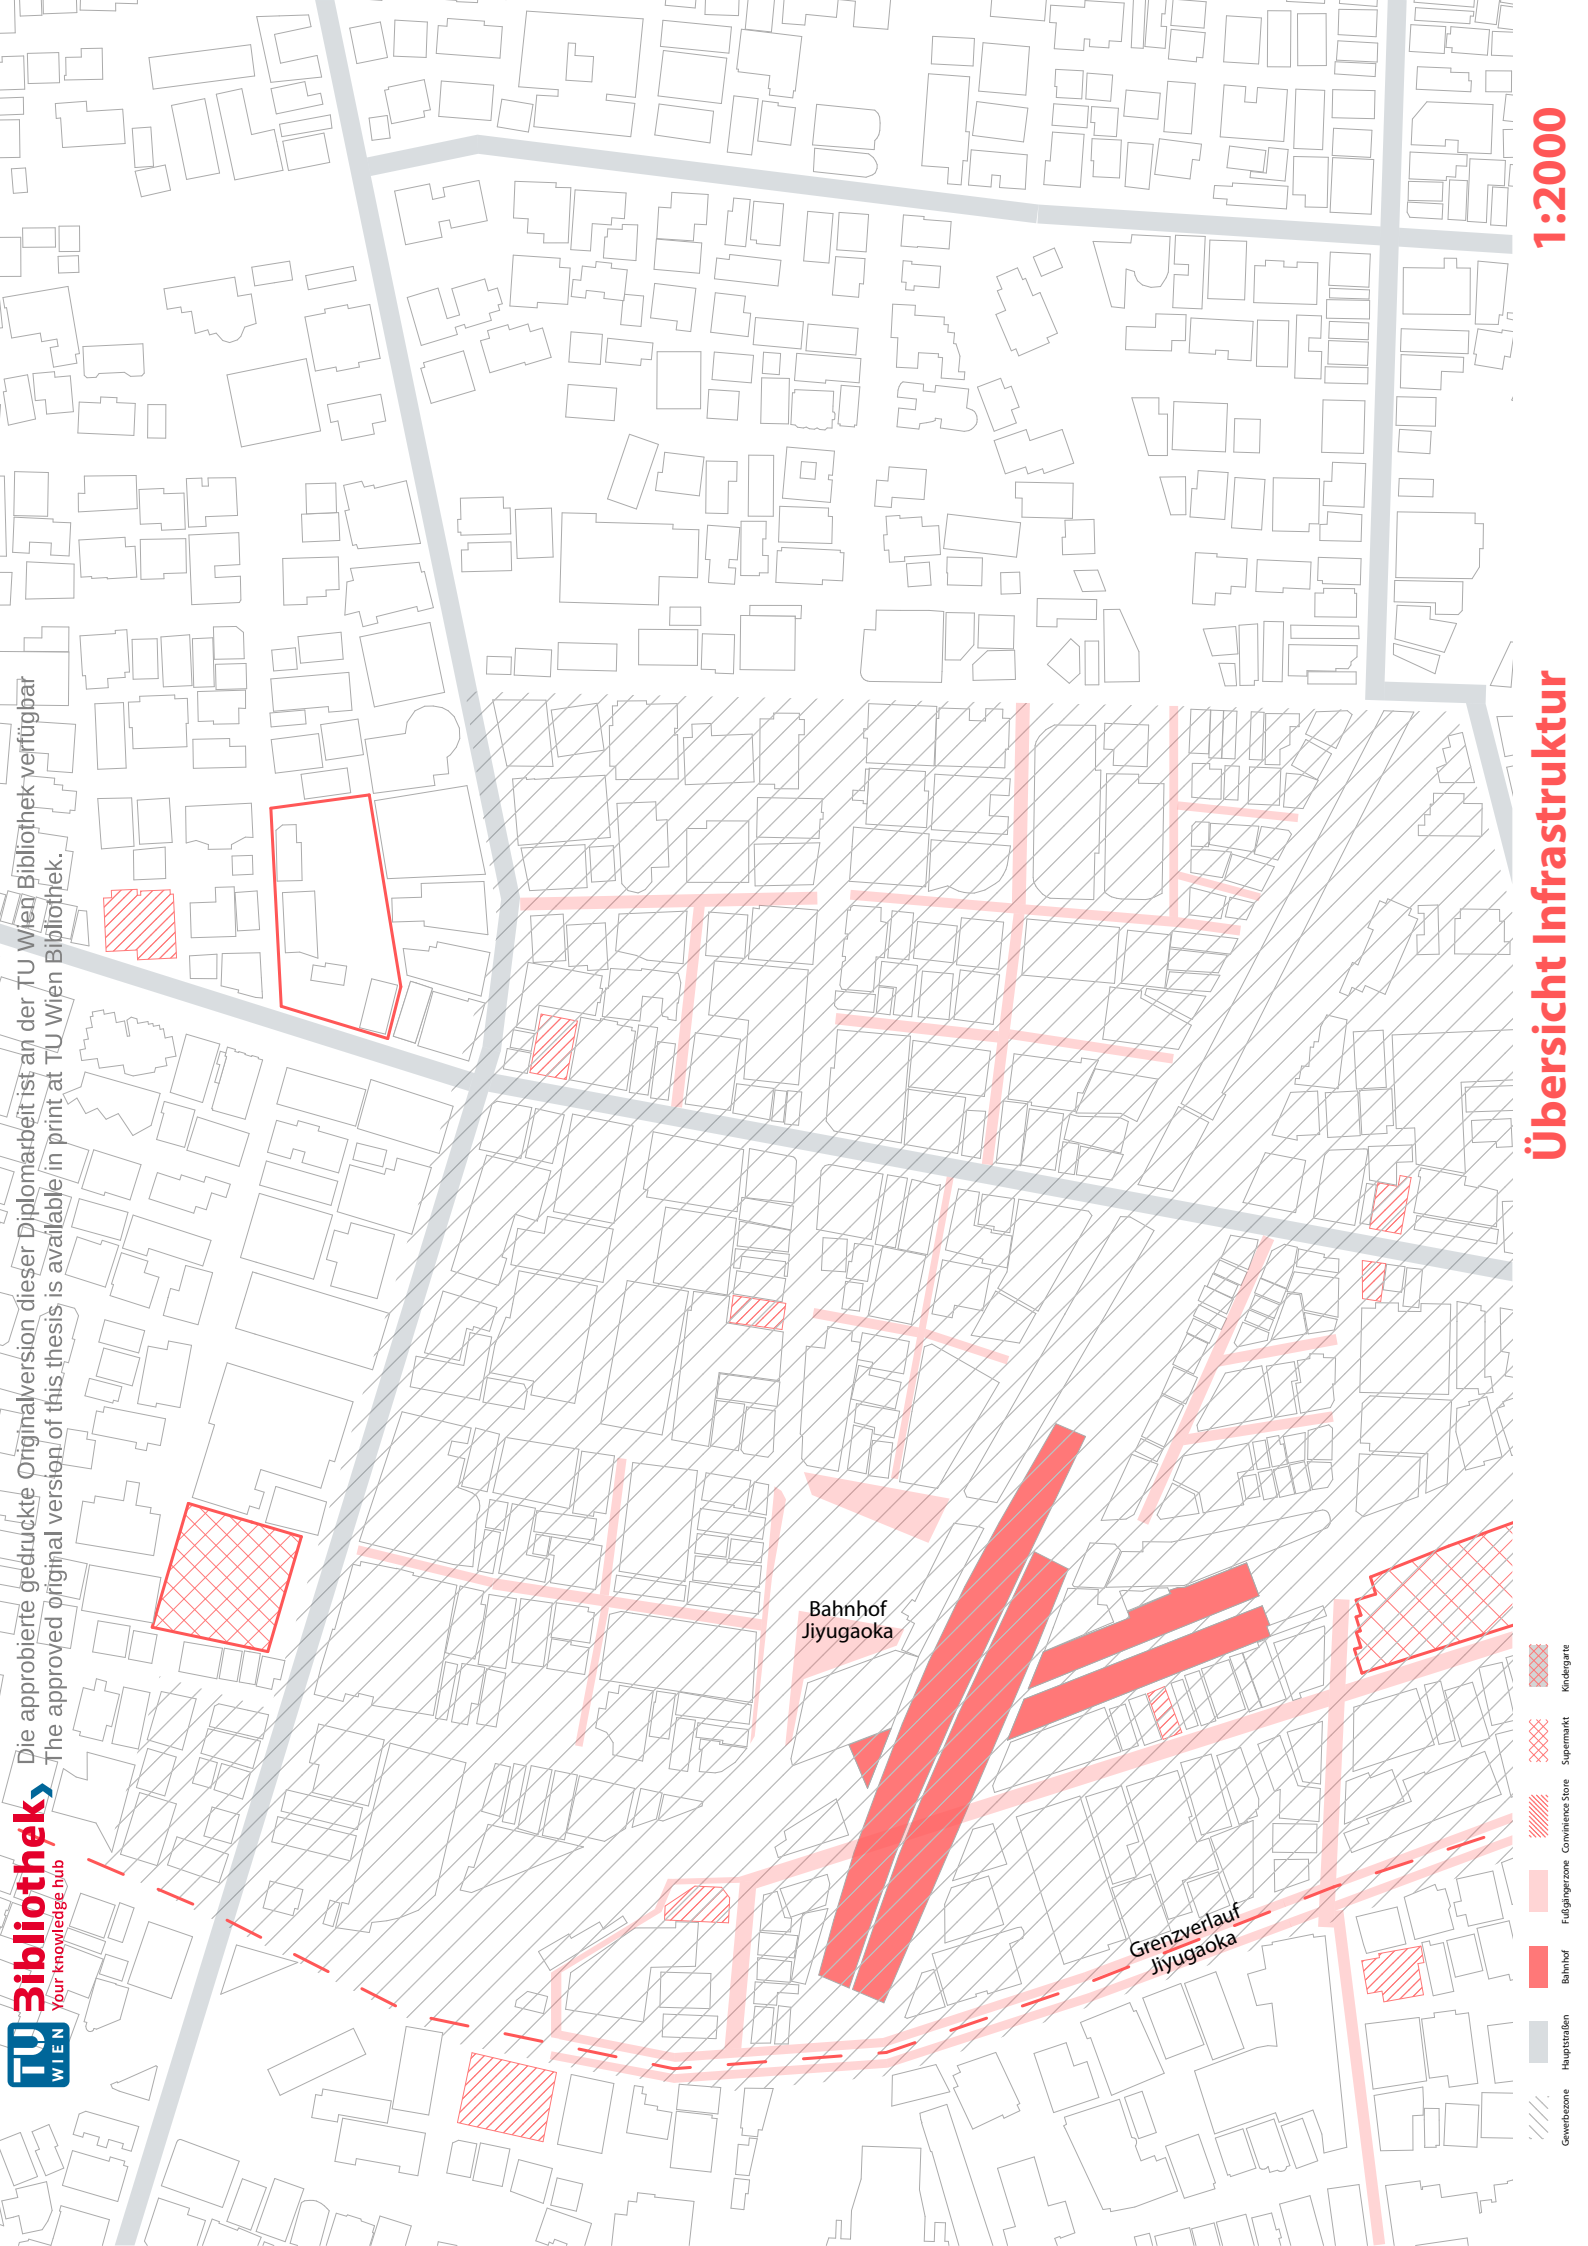 1:2000
Übersicht Infrastruktur
Bahnhof
Jiyugaoka
Grenzverlauf
Jiyugaoka
Gewerbezone
Hauptstraßen
Bahnhof
Fußgängerzone
Convinience Store
Supermarkt
Kindergarte
Die approbierte gedruckte Originalversion dieser Diplomarbeit ist an der TU Wien Bibliothek verfügbar
The approved original version of this thesis is available in print at TU Wien Bibliothek.
TU
WIEN
Bibliothek
Your knowledge hub